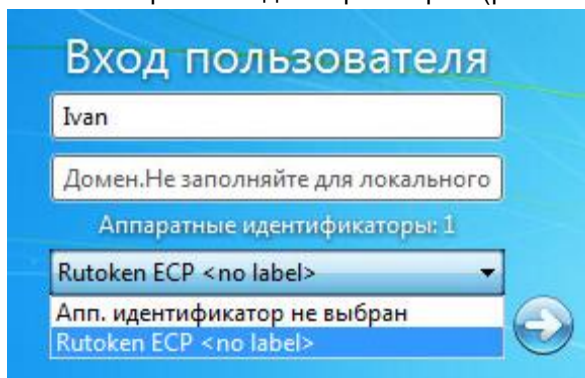 Вход пользователя
Ivan
Домен.Не заполняйте для локального
Аппаратные идентификаторы: 1
Rutoken ECP <no label>
Апп. идентификатор не выбран
Rutoken ECP <no label>